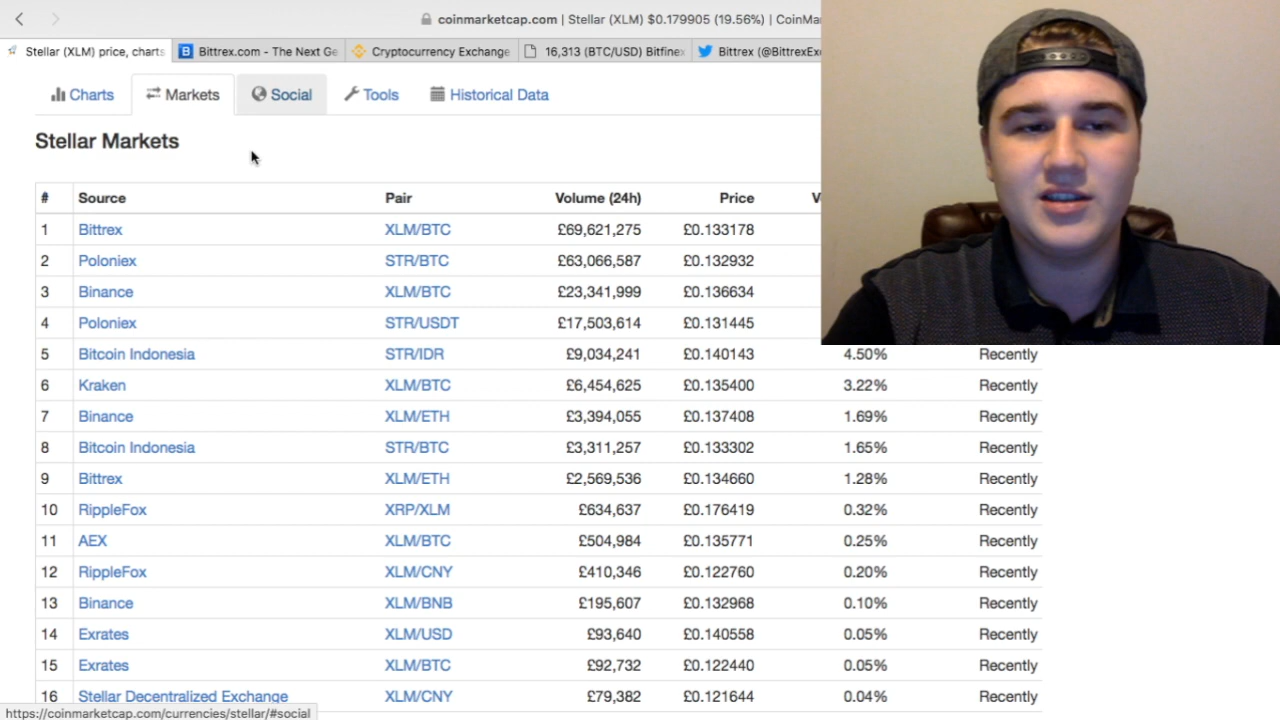 coinmarketcap.com | Stellar (XLM) $0.179905 (19.56%) | CoinMa
Stellar (XLM) price, charts Bittrex.com - The Next Ge Cryptocurrency Exchange 16,313 (BTC/USD) Bitfinex Bittrex (@BittrexExc
Charts Markets Social Tools Historical Data
Stellar Markets
# Source Pair Volume (24h) Price V
1 Bittrex XLM/BTC £69,621,275 £0.133178
2 Poloniex STR/BTC £63,066,587 £0.132932
3 Binance XLM/BTC £23,341,999 £0.136634
4 Poloniex STR/USDT £17,503,614 £0.131445
5 Bitcoin Indonesia STR/IDR £9,034,241 £0.140143 4.50% Recently
6 Kraken XLM/BTC £6,454,625 £0.135400 3.22% Recently
7 Binance XLM/ETH £3,394,055 £0.137408 1.69% Recently
8 Bitcoin Indonesia STR/BTC £3,311,257 £0.133302 1.65% Recently
9 Bittrex XLM/ETH £2,569,536 £0.134660 1.28% Recently
10 RippleFox XRP/XLM £634,637 £0.176419 0.32% Recently
11 AEX XLM/BTC £504,984 £0.135771 0.25% Recently
12 RippleFox XLM/CNY £410,346 £0.122760 0.20% Recently
13 Binance XLM/BNB £195,607 £0.132968 0.10% Recently
14 Exrates XLM/USD £93,640 £0.140558 0.05% Recently
15 Exrates XLM/BTC £92,732 £0.122440 0.05% Recently
16 Stellar Decentralized Exchange XLM/CNY £79,382 £0.121644 0.04% Recently
https://coinmarketcap.com/currencies/stellar/#social